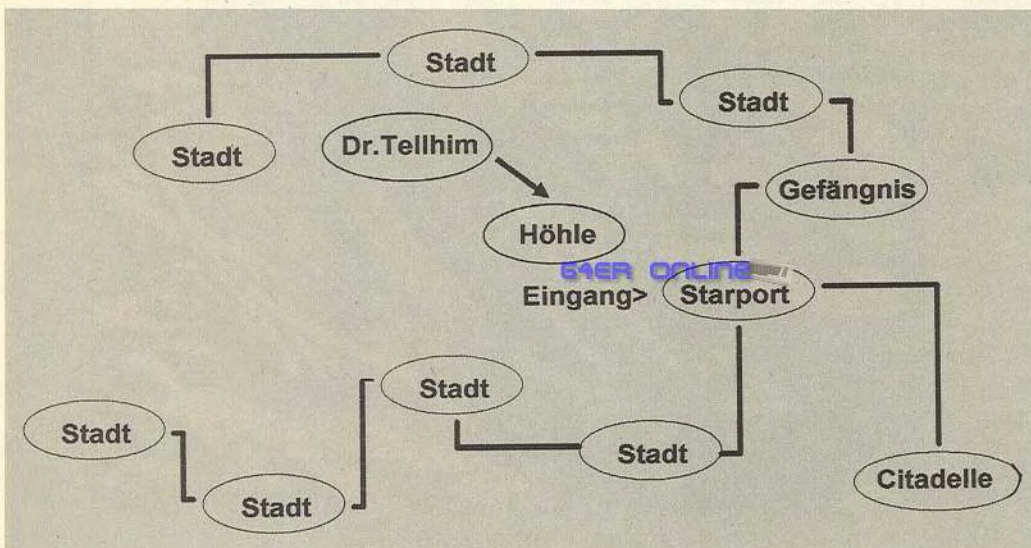 Stadt
Stadt
Stadt
Dr.Tellhim
Gefängnis
Höhle
64ER ONLINE
Eingang> Starport
Stadt
Stadt
Stadt
Citadelle
Stadt